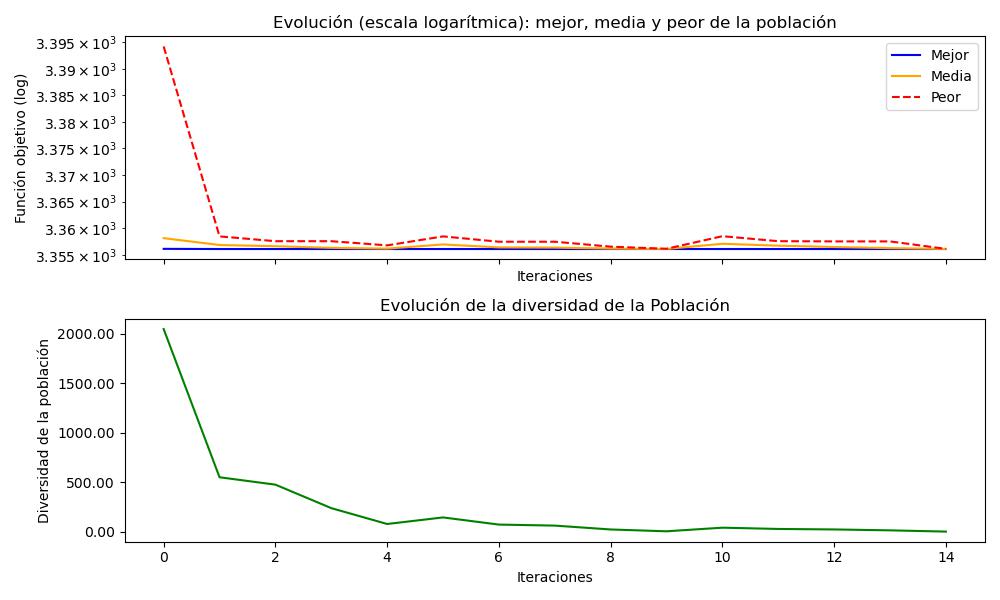 Evolución (escala logarítmica): mejor, media y peor de la población
Función objetivo (log)
3.395 × 10³
3.39 × 10³
3.385 × 10³
3.38 × 10³
3.375 × 10³
3.37 × 10³
3.365 × 10³
3.36 × 10³
3.355 × 10³
Mejor
Media
Peor
Iteraciones
Evolución de la diversidad de la Población
Diversidad de la población
2000.00
1500.00
1000.00
500.00
0.00
0 2 4 6 8 10 12 14
Iteraciones